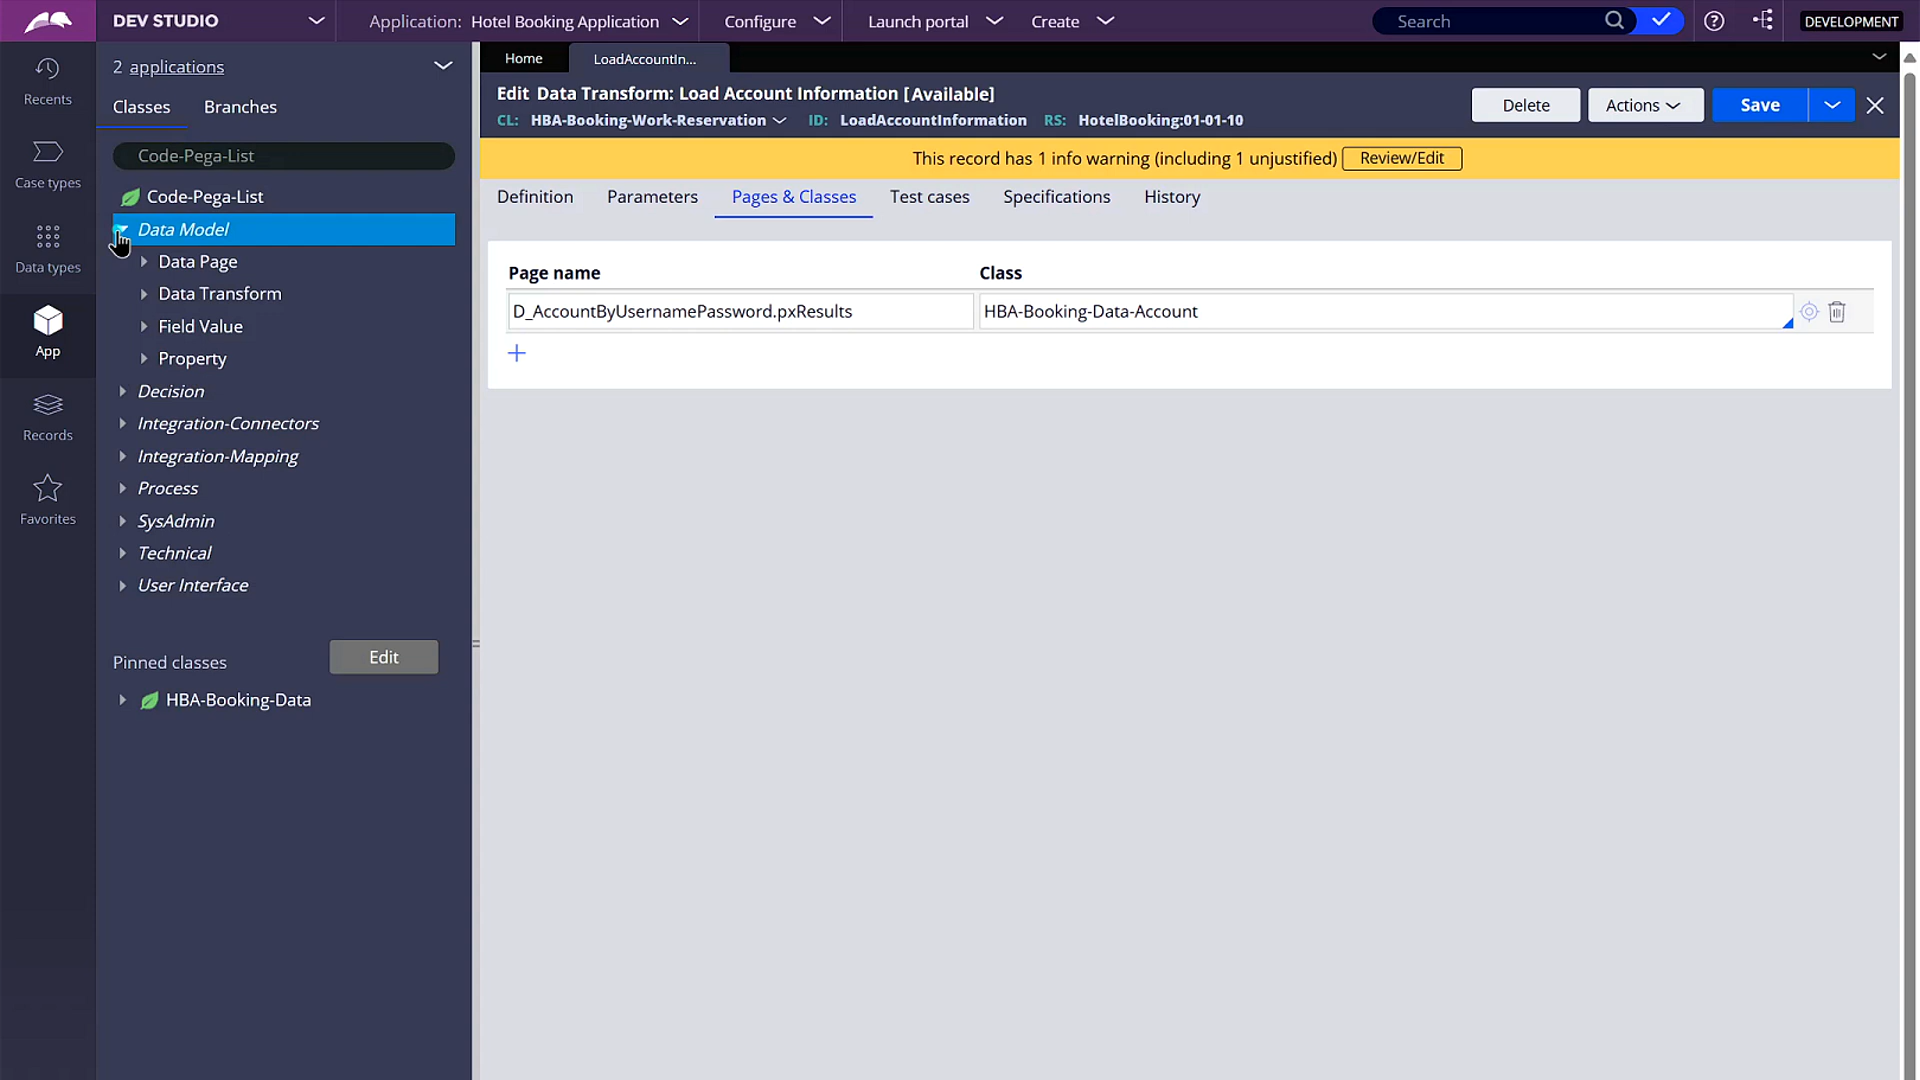 DEV STUDIO
Application: Hotel Booking Application
Configure
Launch portal
Create
Search
DEVELOPMENT
Recents
Case types
Data types
App
Records
Favorites
2 applications
Classes
Branches
Code-Pega-List
Code-Pega-List
Data Model
Data Page
Data Transform
Field Value
Property
Decision
Integration-Connectors
Integration-Mapping
Process
SysAdmin
Technical
User Interface
Pinned classes
Edit
HBA-Booking-Data
Home
LoadAccountIn...
Edit Data Transform: Load Account Information [Available]
CL: HBA-Booking-Work-Reservation ID: LoadAccountInformation RS: HotelBooking:01-01-10
Delete
Actions
Save
This record has 1 info warning (including 1 unjustified)
Review/Edit
Definition
Parameters
Pages & Classes
Test cases
Specifications
History
Page name
Class
D_AccountByUsernamePassword.pxResults
HBA-Booking-Data-Account